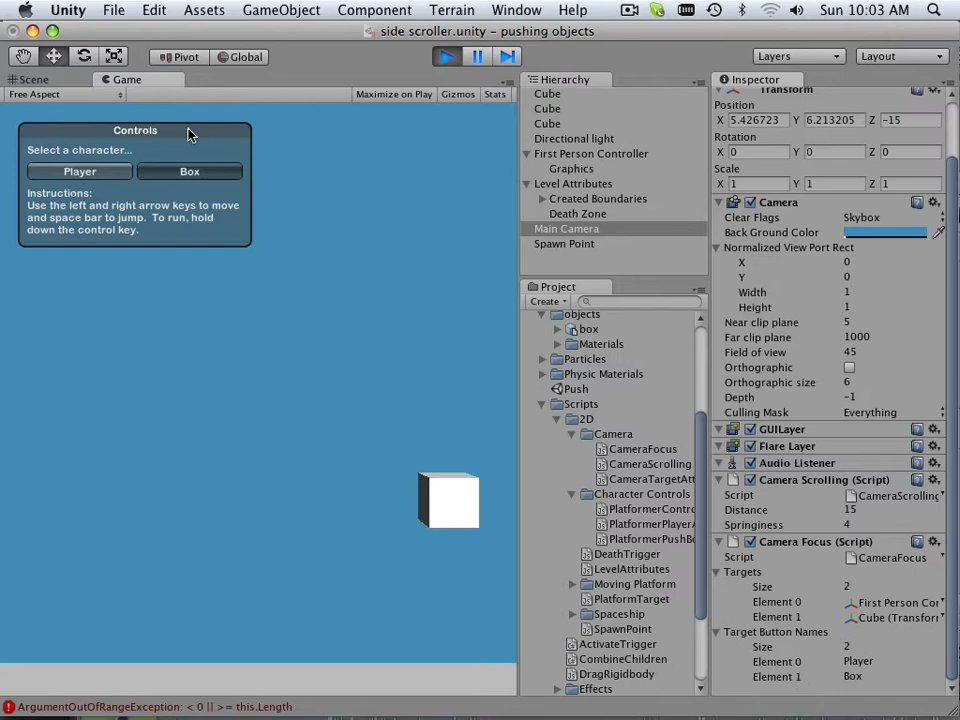 Unity File Edit Assets GameObject Component Terrain Window Help Sun 10:03 AM
side scroller.unity – pushing objects
Pivot Global Layers Layout
Scene Game
Free Aspect Maximize on Play Gizmos Stats
Controls
Select a character...
Player Box
Instructions:
Use the left and right arrow keys to move
and space bar to jump. To run, hold
down the control key.
Hierarchy
Cube
Cube
Cube
Directional light
First Person Controller
Graphics
Level Attributes
Created Boundaries
Death Zone
Main Camera
Spawn Point
Project
Create
objects
box
Materials
Particles
Physic Materials
Push
Scripts
2D
Camera
CameraFocus
CameraScrolling
CameraTargetAtt
Character Controls
PlatformerContro
PlatformerPlayer
PlatformerPushBo
DeathTrigger
LevelAttributes
Moving Platform
PlatformTarget
Spaceship
SpawnPoint
ActivateTrigger
CombineChildren
DragRigidbody
Effects
Inspector
Transform
Position
X 5.426723 Y 6.213205 Z -15
Rotation
X 0 Y 0 Z 0
Scale
X 1 Y 1 Z 1
Camera
Clear Flags Skybox
Back Ground Color
Normalized View Port Rect
X 0
Y 0
Width 1
Height 1
Near clip plane 5
Far clip plane 1000
Field of view 45
Orthographic
Orthographic size 6
Depth -1
Culling Mask Everything
GUILayer
Flare Layer
Audio Listener
Camera Scrolling (Script)
Script CameraScrolling
Distance 15
Springiness 4
Camera Focus (Script)
Script CameraFocus
Targets
Size 2
Element 0 First Person Cor
Element 1 Cube (Transforn
Target Button Names
Size 2
Element 0 Player
Element 1 Box
ArgumentOutOfRangeException: < 0 || >= this.Length